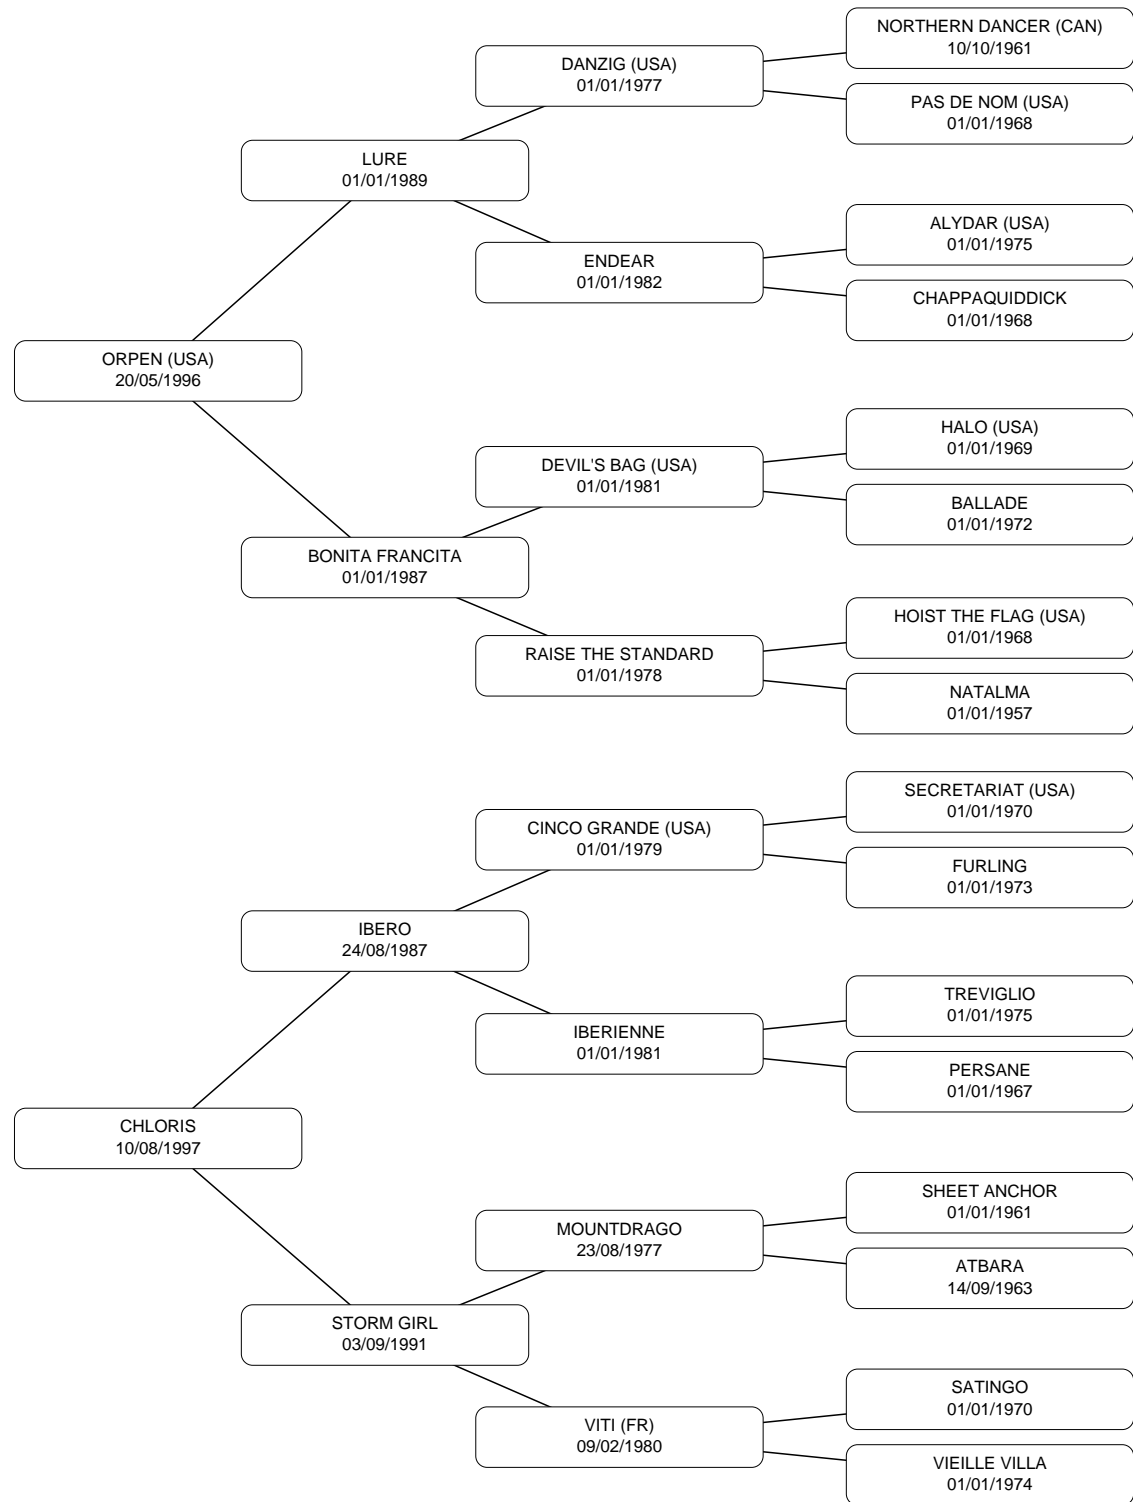 NORTHERN DANCER (CAN)
10/10/1961
DANZIG (USA)
01/01/1977
PAS DE NOM (USA)
01/01/1968
LURE
01/01/1989
ALYDAR (USA)
01/01/1975
ENDEAR
01/01/1982
CHAPPAQUIDDICK
01/01/1968
ORPEN (USA)
20/05/1996
HALO (USA)
01/01/1969
DEVIL'S BAG (USA)
01/01/1981
BALLADE
01/01/1972
BONITA FRANCITA
01/01/1987
HOIST THE FLAG (USA)
01/01/1968
RAISE THE STANDARD
01/01/1978
NATALMA
01/01/1957
SECRETARIAT (USA)
01/01/1970
CINCO GRANDE (USA)
01/01/1979
FURLING
01/01/1973
IBERO
24/08/1987
TREVIGLIO
01/01/1975
IBERIENNE
01/01/1981
PERSANE
01/01/1967
CHLORIS
10/08/1997
SHEET ANCHOR
01/01/1961
MOUNTDRAGO
23/08/1977
ATBARA
14/09/1963
STORM GIRL
03/09/1991
SATINGO
01/01/1970
VITI (FR)
09/02/1980
VIEILLE VILLA
01/01/1974